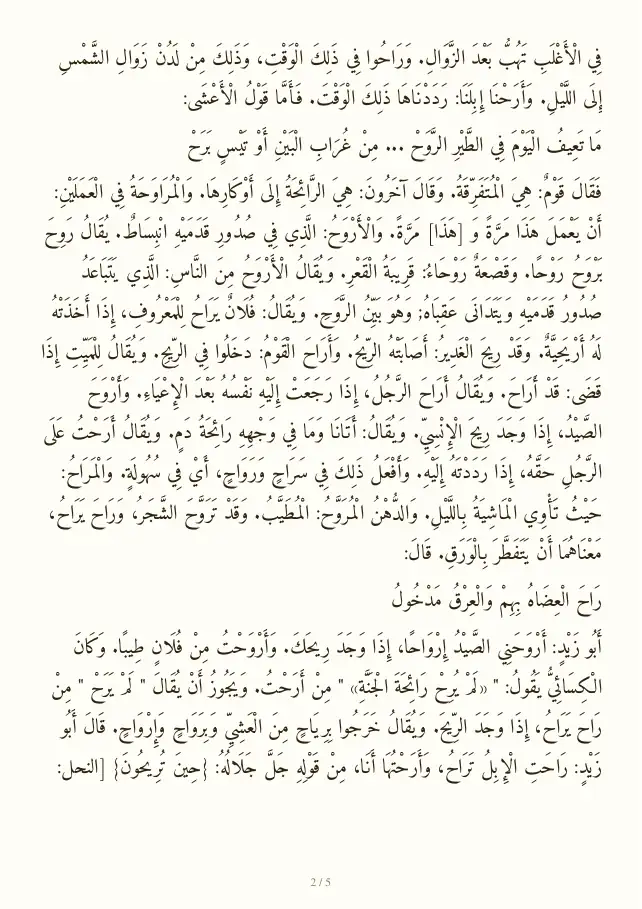 فِي الْأَغْلَبِ تَهُبُّ بَعْدَ الزَّوَالِ. وَرَاحُوا فِي ذَلِكَ الْوَقْتِ، وَذَلِكَ مِنْ لَدُنْ زَوَالِ الشَّمْسِ
إِلَى اللَّيْلِ. وَأَرَحْنَا إِبِلَنَا: رَدَدْنَاهَا ذَلِكَ الْوَقْتَ. فَأَمَّا قَوْلُ الْأَعْشَى:
مَا تَعِيفُ الْيَوْمَ فِي الطَّيْرِ الرَّوَحْ ... مِنْ غُرَابِ الْبَيْنِ أَوْ تَيْسٍ بَرَحْ
فَقَالَ قَوْمٌ: هِيَ الْمُتَفَرِّقَةُ. وَقَالَ آخَرُونَ: هِيَ الرَّائِحَةُ إِلَى أَوْكَارِهَا. وَالْمُرَاوَحَةُ فِي الْعَمَلَيْنِ:
أَنْ يَعْمَلَ هَذَا مَرَّةً وَ [هَذَا] مَرَّةً. وَالْأَرْوَحُ: الَّذِي فِي صُدُورِ قَدَمَيْهِ انْبِسَاطٌ. يُقَالُ رَوِحَ
يَرْوَحُ رَوْحًا. وَقَصْعَةٌ رَوْحَاءُ: قَرِيبَةُ الْقَعْرِ. وَيُقَالُ الْأَرْوَحُ مِنَ النَّاسِ: الَّذِي يَتَبَاعَدُ
صُدُورُ قَدَمَيْهِ وَيَتَدَانَى عَقِبَاهُ; وَهُوَ بَيِّنُ الرَّوَحِ. وَيُقَالُ: فُلَانٌ يَرَاحُ لِلْمَعْرُوفِ، إِذَا أَخَذَتْهُ
لَهُ أَرْيَحِيَّةٌ. وَقَدْ رِيحَ الْغَدِيرُ: أَصَابَتْهُ الرِّيحُ. وَأَرَاحَ الْقَوْمُ: دَخَلُوا فِي الرِّيحِ. وَيُقَالُ لِلْمَيِّتِ إِذَا
قَضَى: قَدْ أَرَاحَ. وَيُقَالُ أَرَاحَ الرَّجُلُ، إِذَا رَجَعَتْ إِلَيْهِ نَفْسُهُ بَعْدَ الْإِعْيَاءِ. وَأَرْوَحَ
الصَّيْدُ، إِذَا وَجَدَ رِيحَ الْإِنْسِيِّ. وَيُقَالُ: أَتَانَا وَمَا فِي وَجْهِهِ رَائِحَةُ دَمٍ. وَيُقَالُ أَرَحْتُ عَلَى
الرَّجُلِ حَقَّهُ، إِذَا رَدَدْتَهُ إِلَيْهِ. وَأَفْعَلُ ذَلِكَ فِي سَرَاحٍ وَرَوَاحٍ، أَيْ فِي سُهُولَةٍ. وَالْمَرَاحُ:
حَيْثُ تَأْوِي الْمَاشِيَةُ بِاللَّيْلِ. وَالدُّهْنُ الْمُرَوَّحُ: الْمُطَيَّبُ. وَقَدْ تَرَوَّحَ الشَّجَرُ، وَرَاحَ يَرَاحُ،
مَعْنَاهُمَا أَنْ يَتَفَطَّرَ بِالْوَرَقِ. قَالَ:
رَاحَ الْعِضَاهُ بِهِمْ وَالْعِرْقُ مَدْخُولُ
أَبُو زَيْدٍ: أَرْوَحَنِي الصَّيْدُ إِرْوَاحًا، إِذَا وَجَدَ رِيحَكَ. وَأَرْوَحْتُ مِنْ فُلَانٍ طِيبًا. وَكَانَ
الْكِسَائِيُّ يَقُولُ: " «لَمْ يُرِحْ رَائِحَةَ الْجَنَّةِ» " مِنْ أَرَحْتُ. وَيَجُوزُ أَنْ يُقَالَ " لَمْ يَرَحْ " مِنْ
رَاحَ يَرَاحُ، إِذَا وَجَدَ الرِّيحَ. وَيُقَالُ خَرَجُوا بِرِيَاحٍ مِنَ الْعَشِيِّ وَبِرَوَاحٍ وَإِرْوَاحٍ. قَالَ أَبُو
زَيْدٍ: رَاحَتِ الْإِبِلُ تَرَاحُ، وَأَرَحْتُهَا أَنَا، مِنْ قَوْلِهِ جَلَّ جَلَالُهُ: {حِينَ تُرِيحُونَ} [النحل:
2 / 5